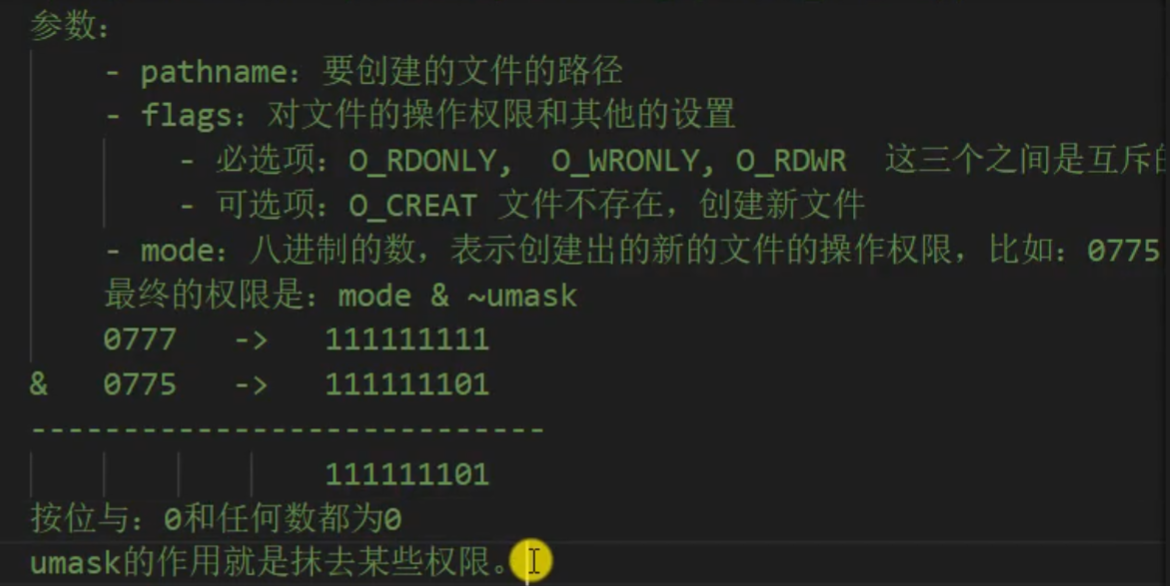 参数：
- pathname：要创建的文件的路径
- flags：对文件的操作权限和其他的设置
- 必选项：O_RDONLY, O_WRONLY, O_RDWR 这三个之间是互斥的
- 可选项：O_CREAT 文件不存在，创建新文件
- mode：八进制的数，表示创建出的新的文件的操作权限，比如：0775
最终的权限是：mode & ~umask
0777 -> 111111111
& 0775 -> 111111101
----------------------------
111111101
按位与：0和任何数都为0
umask的作用就是抹去某些权限。